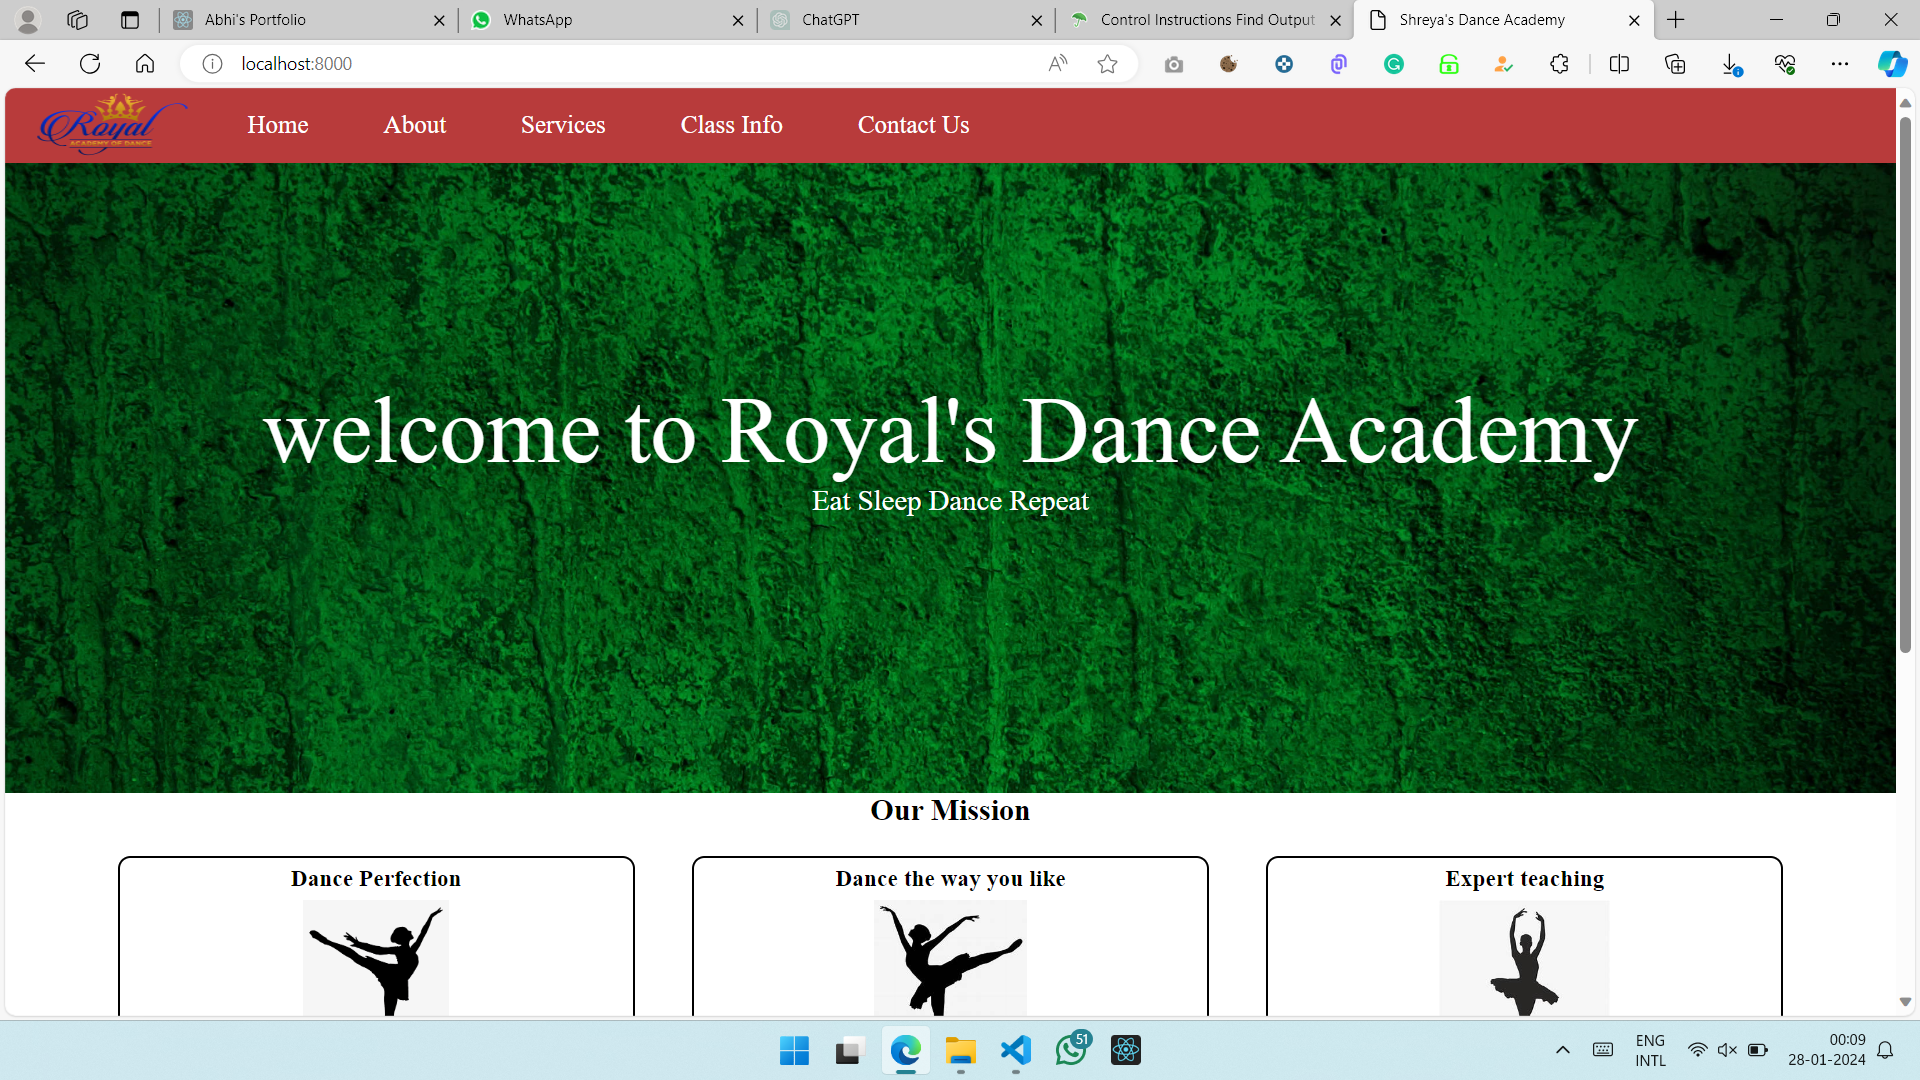 Abhi's Portfolio
WhatsApp
ChatGPT
Control Instructions Find Output
Shreya's Dance Academy
localhost:8000
Royal
ACADEMY OF DANCE
Home
About
Services
Class Info
Contact Us
welcome to Royal's Dance Academy
Eat Sleep Dance Repeat
Our Mission
Dance Perfection
Dance the way you like
Expert teaching
51
ENG
INTL
00:09
28-01-2024